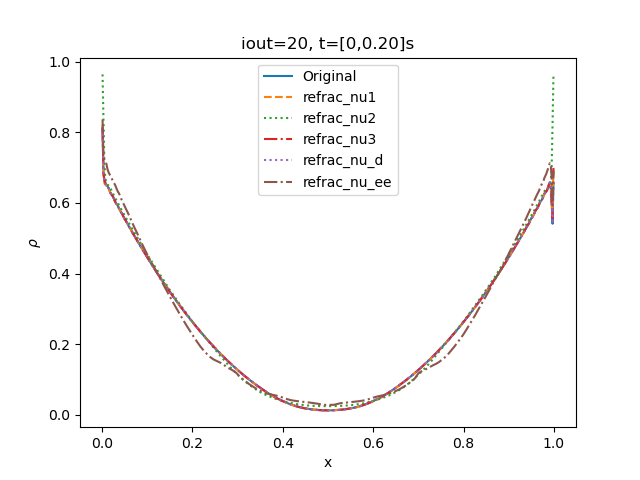 iout=20, t=[0,0.20]s
Original
refrac_nu1
refrac_nu2
refrac_nu3
refrac_nu_d
refrac_nu_ee
1.0
0.8
0.6
0.4
0.2
0.0
ρ
0.0 0.2 0.4 0.6 0.8 1.0
x